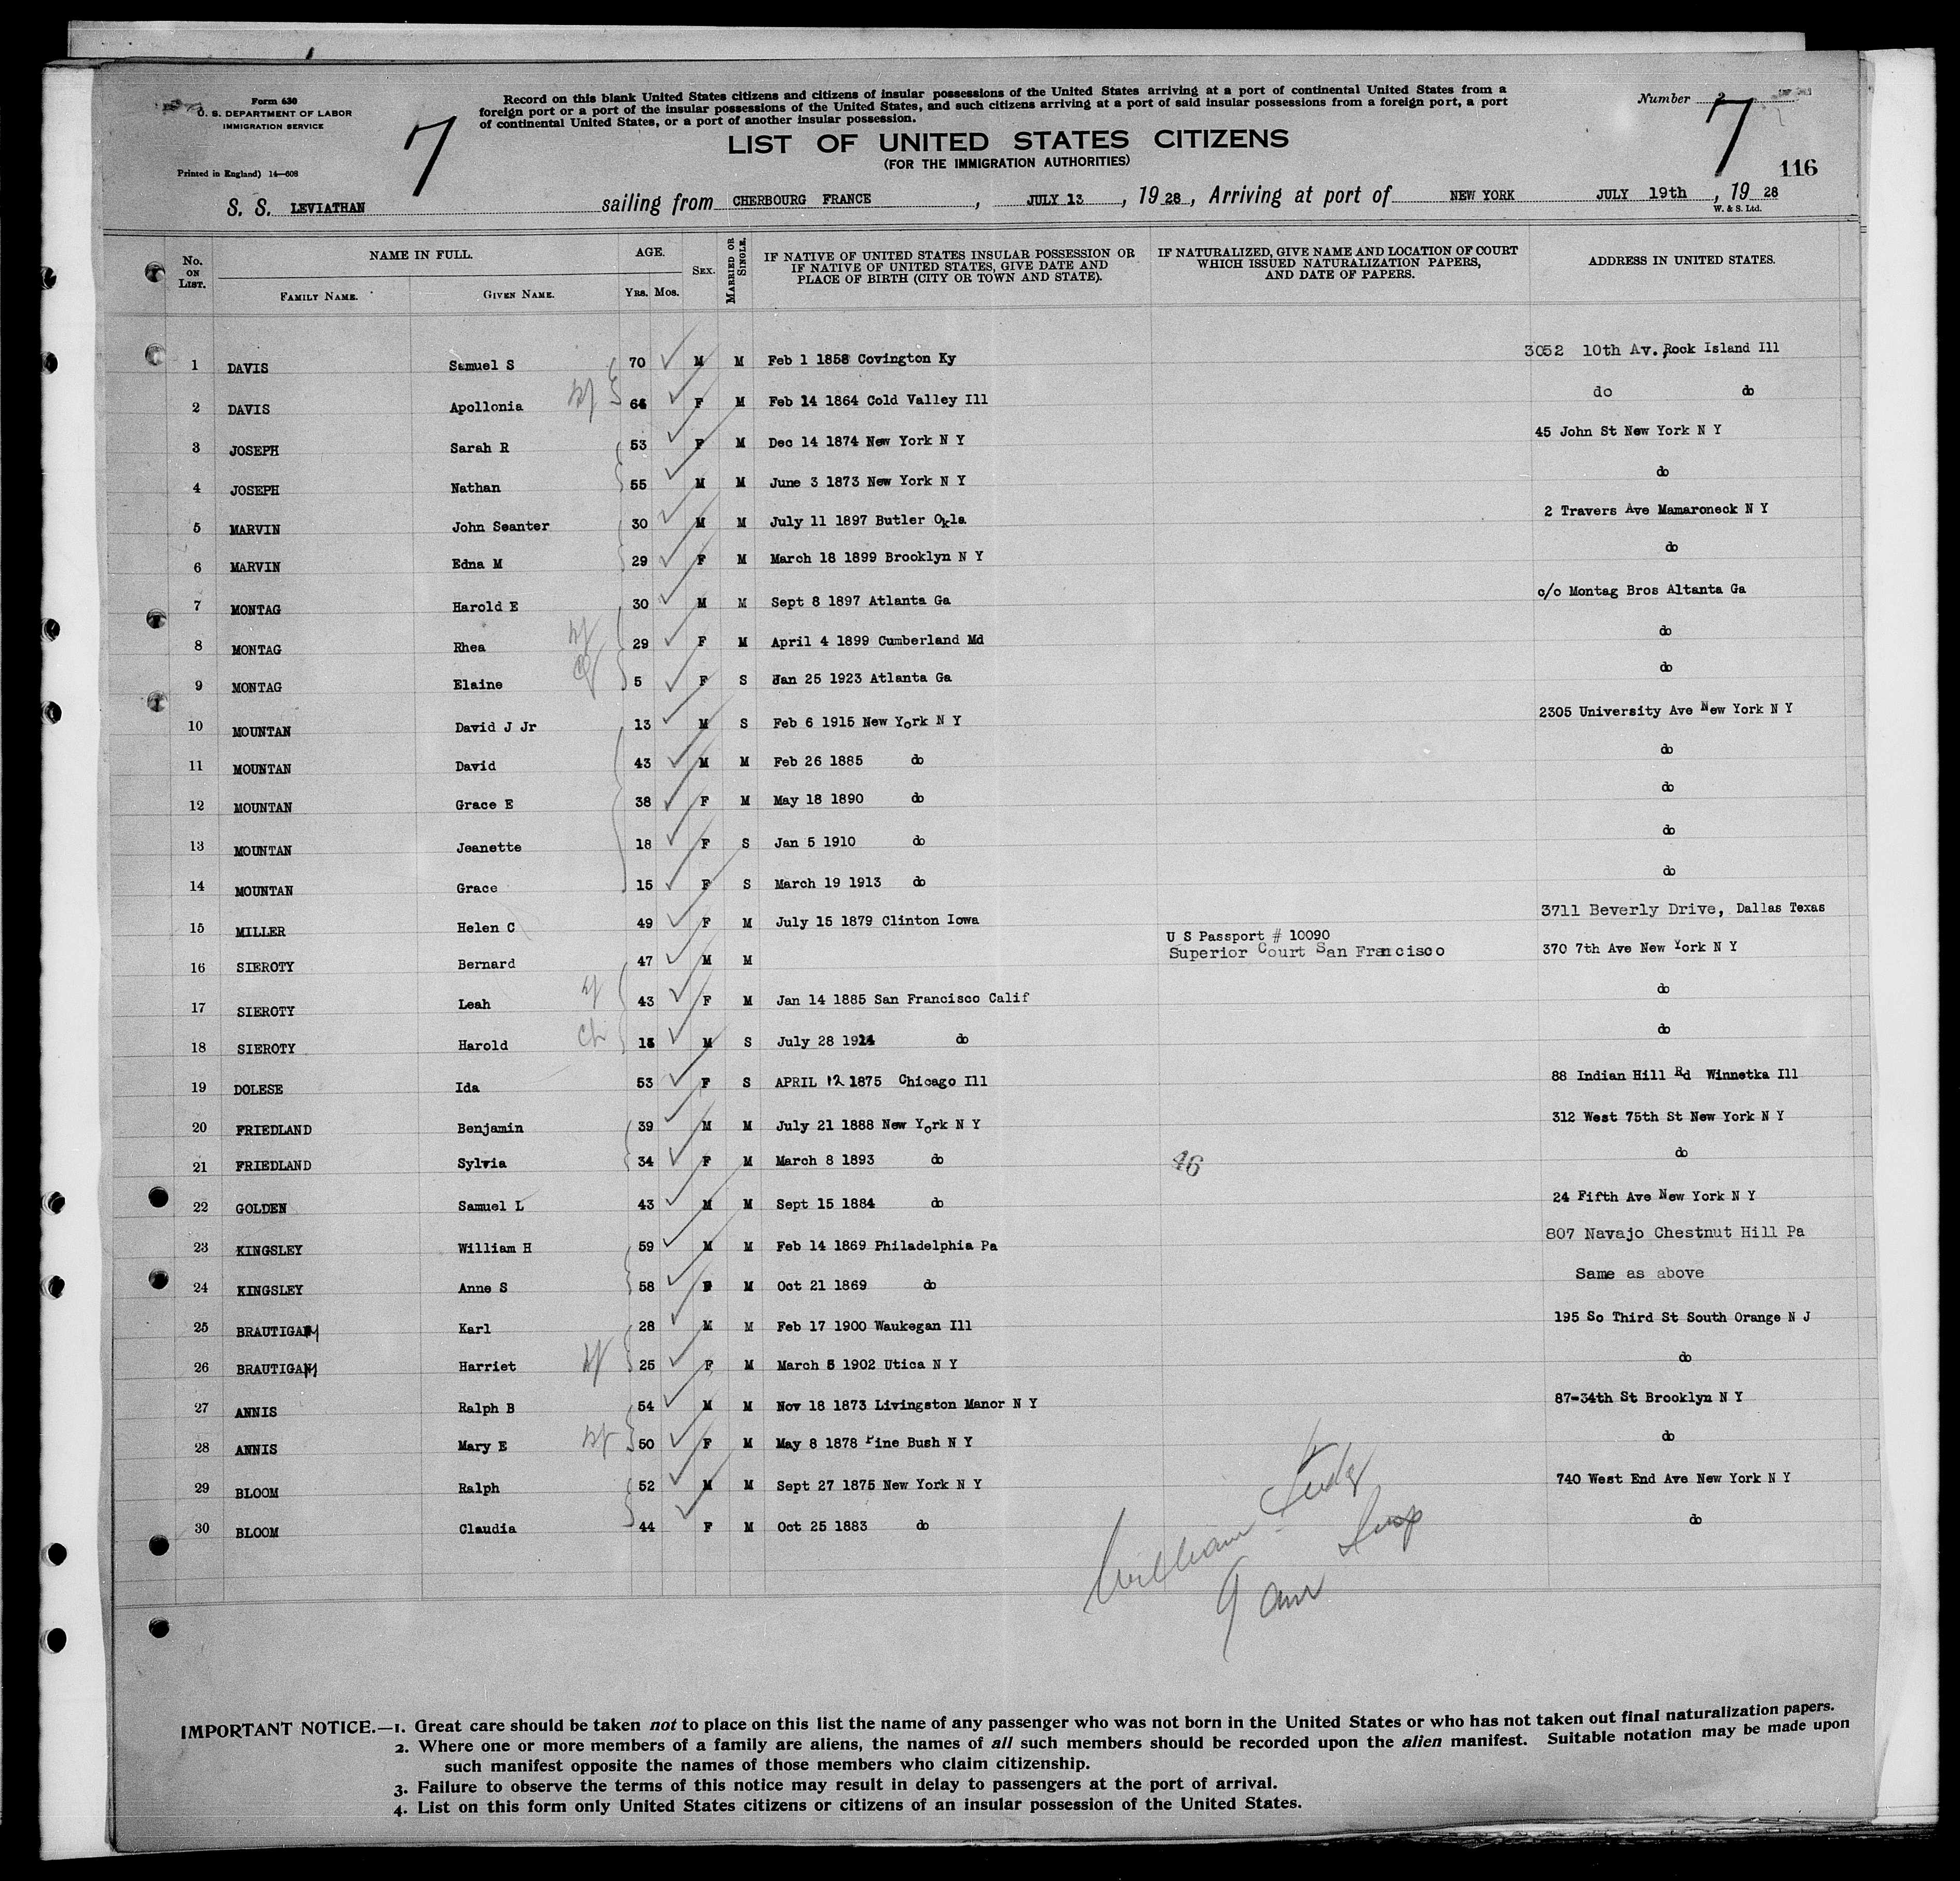 Form 630
U. S. DEPARTMENT OF LABOR
IMMIGRATION SERVICE
Printed in England) 14—608
7
Record on this blank United States citizens and citizens of insular possessions of the United States arriving at a port of continental United States from a
foreign port or a port of the insular possessions of the United States, and such citizens arriving at a port of said insular possessions from a foreign port, a port
of continental United States, or a port of another insular possession.
LIST OF UNITED STATES CITIZENS
(FOR THE IMMIGRATION AUTHORITIES)
Number 2
7
116
S. S. LEVIATHAN sailing from CHERBOURG FRANCE, JULY 13, 19 28, Arriving at port of NEW YORK JULY 19th, 19 28
W. & S. Ltd.
No. ON LIST. NAME IN FULL. FAMILY NAME. GIVEN NAME. AGE. Yrs. Mos. SEX. MARRIED OR SINGLE. IF NATIVE OF UNITED STATES INSULAR POSSESSION OR IF NATIVE OF UNITED STATES, GIVE DATE AND PLACE OF BIRTH (CITY OR TOWN AND STATE). IF NATURALIZED, GIVE NAME AND LOCATION OF COURT WHICH ISSUED NATURALIZATION PAPERS, AND DATE OF PAPERS. ADDRESS IN UNITED STATES.
1 DAVIS Samuel S 70 M M Feb 1 1858 Covington Ky 3052 10th Av., Rock Island Ill
2 DAVIS Apollonia 64 F M Feb 14 1864 Cold Valley Ill do do
3 JOSEPH Sarah R 53 F M Dec 14 1874 New York N Y 45 John St New York N Y
4 JOSEPH Nathan 55 M M June 3 1873 New York N Y do
5 MARVIN John Seanter 30 M M July 11 1897 Butler Okla 2 Travers Ave Mamaroneck N Y
6 MARVIN Edna M 29 F M March 18 1899 Brooklyn N Y do
7 MONTAG Harold E 30 M M Sept 8 1897 Atlanta Ga c/o Montag Bros Altanta Ga
8 MONTAG Rhea 29 F M April 4 1899 Cumberland Md do
9 MONTAG Elaine 5 F S Jan 25 1923 Atlanta Ga do
10 MOUNTAN David J Jr 13 M S Feb 6 1915 New York N Y 2305 University Ave New York N Y
11 MOUNTAN David 43 M M Feb 26 1885 do do
12 MOUNTAN Grace E 38 F M May 18 1890 do do
13 MOUNTAN Jeanette 18 F S Jan 5 1910 do do
14 MOUNTAN Grace 15 F S March 19 1913 do do
15 MILLER Helen C 49 F M July 15 1879 Clinton Iowa 3711 Beverly Drive, Dallas Texas
U S Passport # 10090
16 SIEROTY Bernard 47 M M Superior Court San Francisco 370 7th Ave New York N Y
17 SIEROTY Leah 43 F M Jan 14 1885 San Francisco Calif do
18 SIEROTY Harold M S July 28 do do
19 DOLESE Ida 53 F S APRIL 12 1875 Chicago Ill 88 Indian Hill Rd Winnetka Ill
20 FRIEDLAND Benjamin 39 M M July 21 1888 New York N Y 312 West 75th St New York N Y
21 FRIEDLAND Sylvia 34 F M March 8 1893 do 46 do
22 GOLDEN Samuel L 43 M M Sept 15 1884 do 24 Fifth Ave New York N Y
23 KINGSLEY William H 59 M M Feb 14 1869 Philadelphia Pa 807 Navajo Chestnut Hill Pa
24 KINGSLEY Anne S 58 F M Oct 21 1869 do Same as above
25 BRAUTIGAM Karl 28 M M Feb 17 1900 Waukegan Ill 195 So Third St South Orange N J
26 BRAUTIGAM Harriet 25 F M March 5 1902 Utica N Y do
27 ANNIS Ralph B 54 M M Nov 18 1873 Livingston Manor N Y 87-34th St Brooklyn N Y
28 ANNIS Mary E 50 F M May 8 1878 Pine Bush N Y do
29 BLOOM Ralph 52 M M Sept 27 1875 New York N Y 740 West End Ave New York N Y
30 BLOOM Claudia 44 F M Oct 25 1883 do do
William
IMPORTANT NOTICE.—1. Great care should be taken not to place on this list the name of any passenger who was not born in the United States or who has not taken out final naturalization papers.
2. Where one or more members of a family are aliens, the names of all such members should be recorded upon the alien manifest. Suitable notation may be made upon
such manifest opposite the names of those members who claim citizenship.
3. Failure to observe the terms of this notice may result in delay to passengers at the port of arrival.
4. List on this form only United States citizens or citizens of an insular possession of the United States.